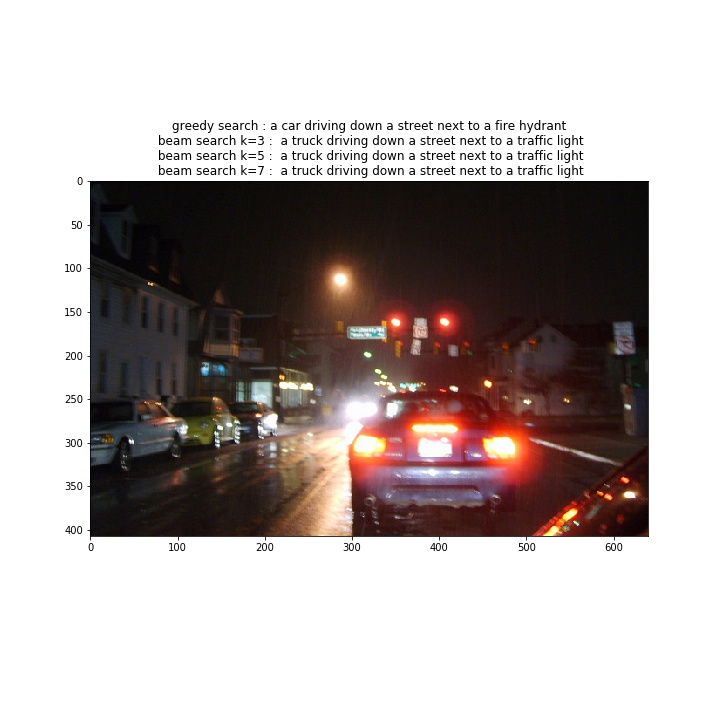 greedy search : a car driving down a street next to a fire hydrant
beam search k=3 :  a truck driving down a street next to a traffic light
beam search k=5 :  a truck driving down a street next to a traffic light
beam search k=7 :  a truck driving down a street next to a traffic light
0
50
100
150
200
250
300
350
400
0 100 200 300 400 500 600